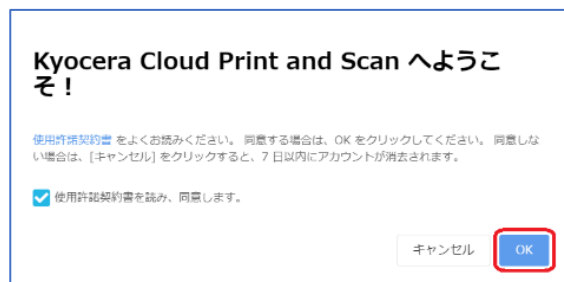 Kyocera Cloud Print and Scan へようこ
そ！
使用許諾契約書 をよくお読みください。 同意する場合は、OK をクリックしてください。 同意しな
い場合は、[キャンセル] をクリックすると、7 日以内にアカウントが消去されます。
使用許諾契約書を読み、同意します。
キャンセル OK